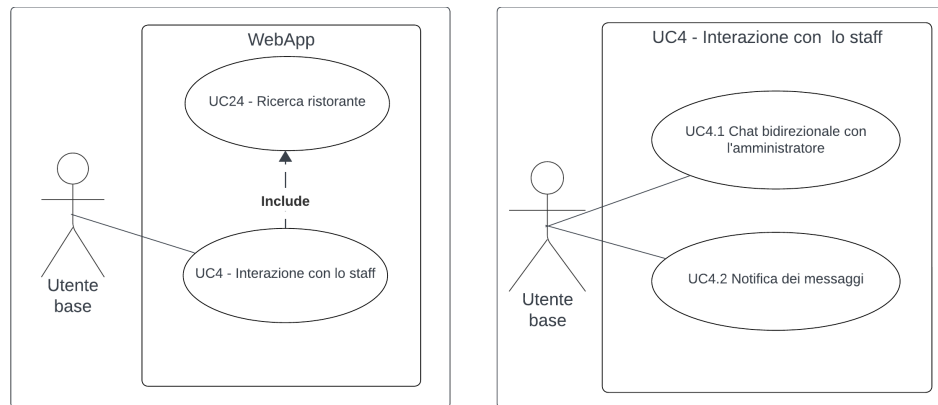 WebApp
UC24 - Ricerca ristorante
Include
UC4 - Interazione con lo staff
Utente
base
UC4 - Interazione con  lo staff
UC4.1 Chat bidirezionale con
l'amministratore
UC4.2 Notifica dei messaggi
Utente
base